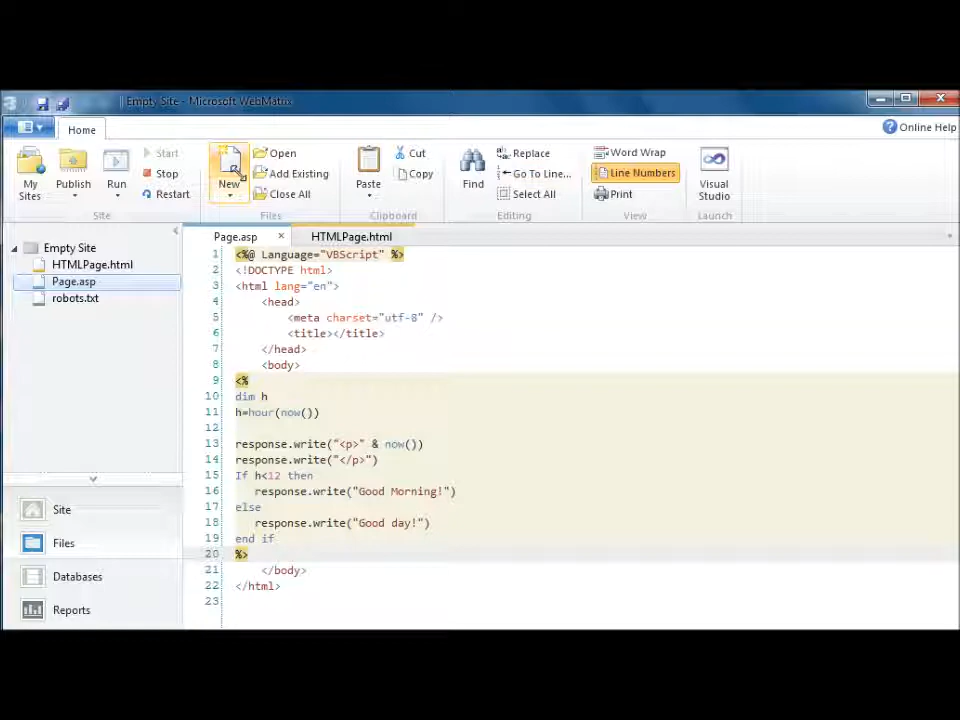 Empty Site - Microsoft WebMatrix
Home
Online Help
My Sites
Publish
Run
Start
Stop
Restart
Site
New
Open
Add Existing
Close All
Files
Paste
Cut
Copy
Clipboard
Find
Replace
Go To Line...
Select All
Editing
Word Wrap
Line Numbers
Print
View
Visual Studio
Launch
Empty Site
HTMLPage.html
Page.asp
robots.txt
Site
Files
Databases
Reports
Page.asp
HTMLPage.html
1 <%@ Language="VBScript" %>
2 <!DOCTYPE html>
3 <html lang="en">
4 <head>
5 <meta charset="utf-8" />
6 <title></title>
7 </head>
8 <body>
9 <%
10 dim h
11 h=hour(now())
12
13 response.write("<p>" & now())
14 response.write("</p>")
15 If h<12 then
16 response.write("Good Morning!")
17 else
18 response.write("Good day!")
19 end if
20 %>
21 </body>
22 </html>
23